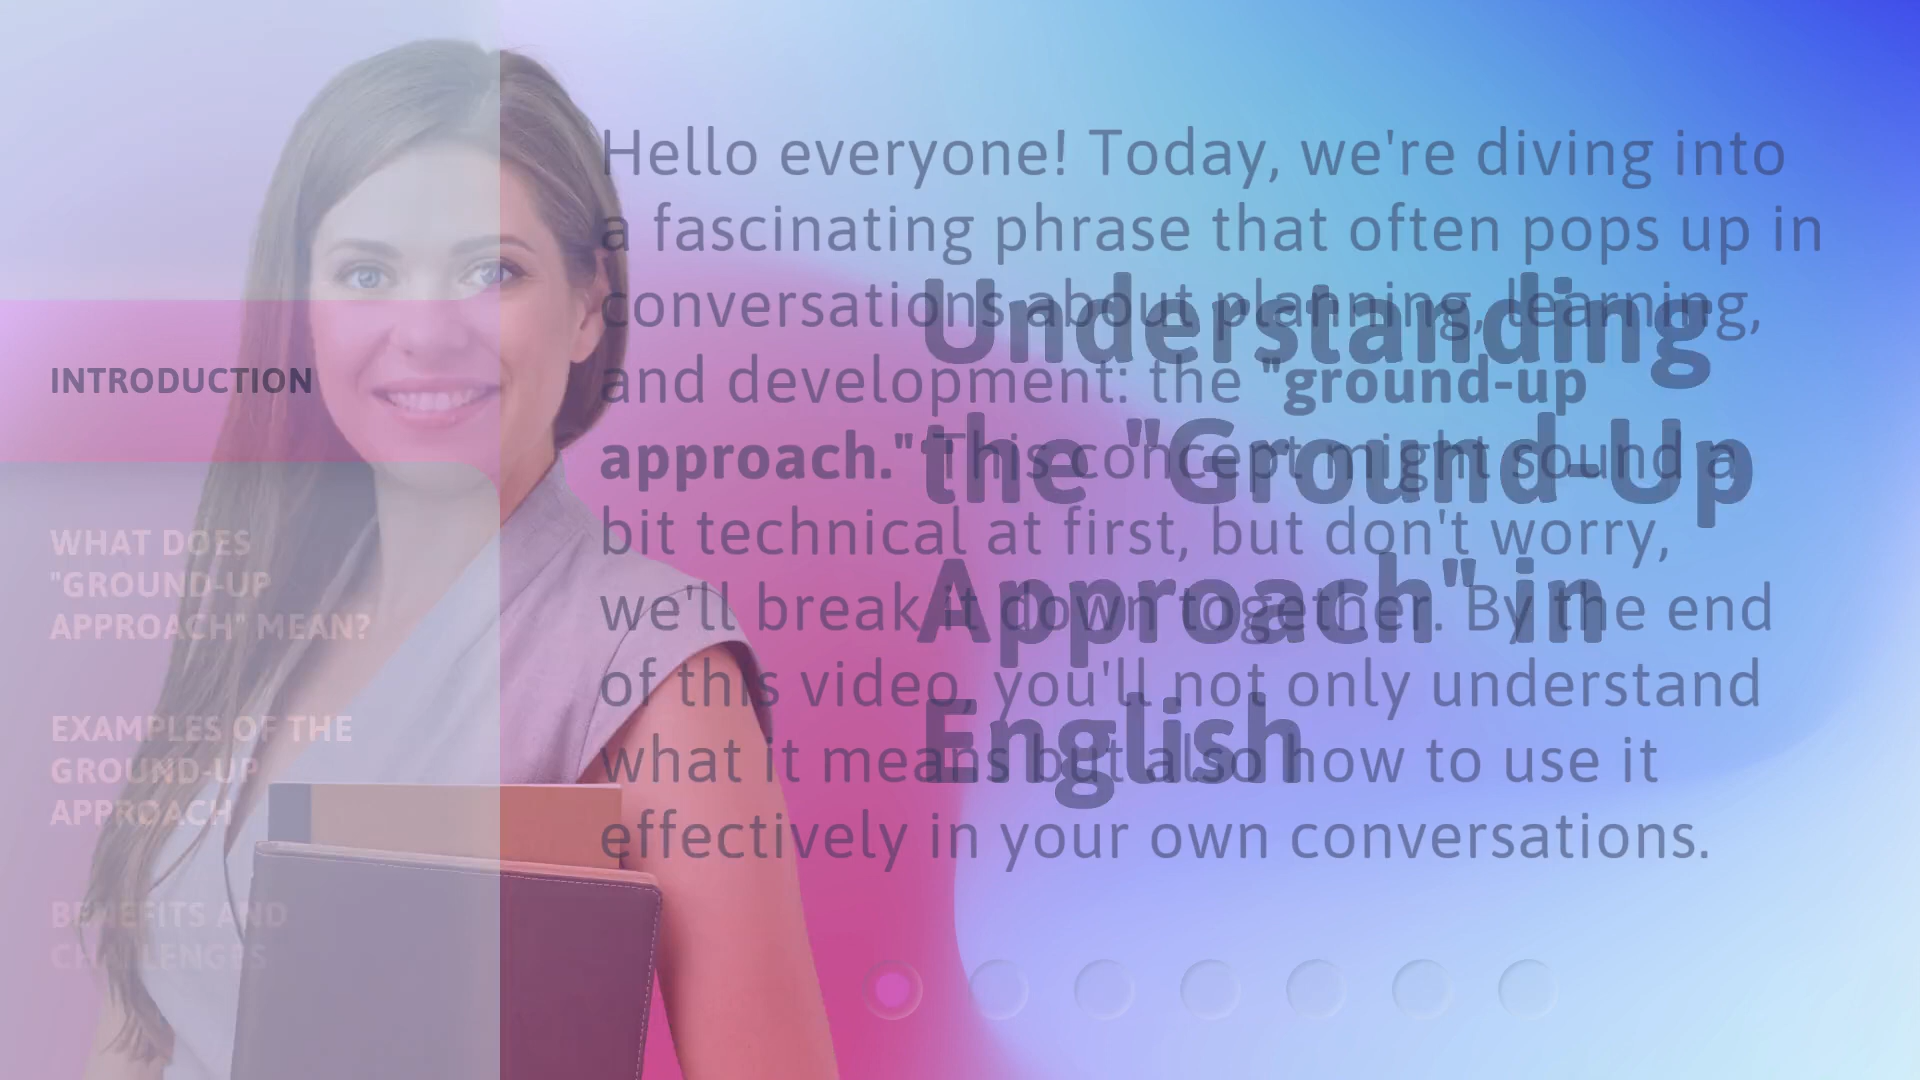 INTRODUCTION
WHAT DOES
"GROUND-UP
APPROACH" MEAN?
EXAMPLES OF THE
GROUND-UP
APPROACH
BENEFITS AND
CHALLENGES
Hello everyone! Today, we're diving into
a fascinating phrase that often pops up in
conversations about planning, learning,
and development: the "ground-up
approach." This concept might sound a
bit technical at first, but don't worry,
we'll break it down together. By the end
of this video, you'll not only understand
what it means but also how to use it
effectively in your own conversations.
Understanding
the "Ground-Up
Approach" in
English